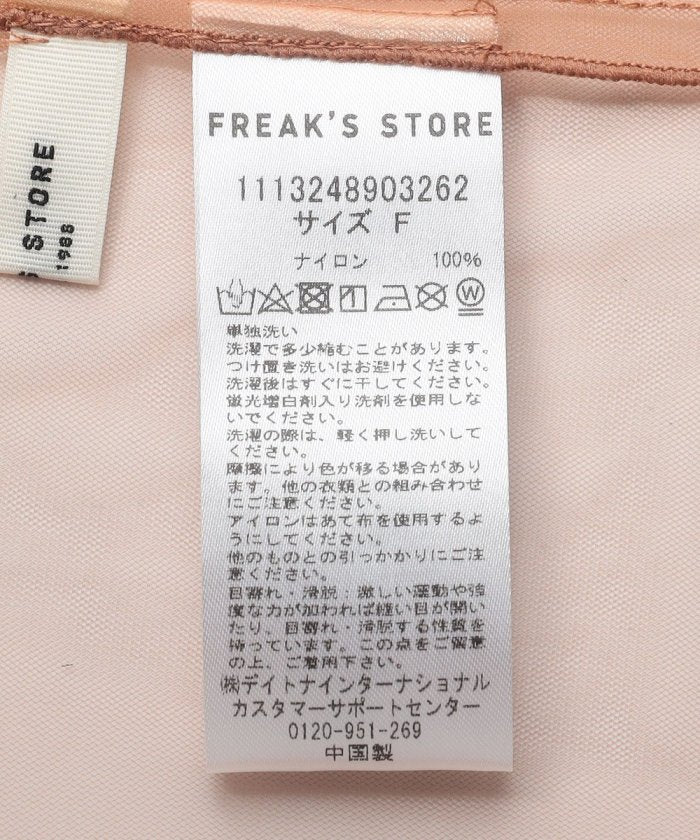 S STORE
1988
FREAK'S STORE
1113248903262
サイズ F
ナイロン 100%
W
単独洗い
洗濯で多少縮むことがあります。
つけ置き洗いはお避けください。
洗濯後はすぐに干してください。
蛍光増白剤入り洗剤を使用しな
いでください。
洗濯の際は、軽く押し洗いして
ください。
摩擦により色が移る場合があり
ます。他の衣類との組み合わせ
にご注意ください。
アイロンはあて布を使用するよ
うにしてください。
他のものとの引っかかりにご注
意ください。
目寄れ・滑脱：激しい運動や強
度な力が加われば縫い目が開い
たり、目寄れ・滑脱する性質を
持っています。この点をご留意
の上、ご着用下さい。
㈱デイトナインターナショナル
カスタマーサポートセンター
0120-951-269
中国製